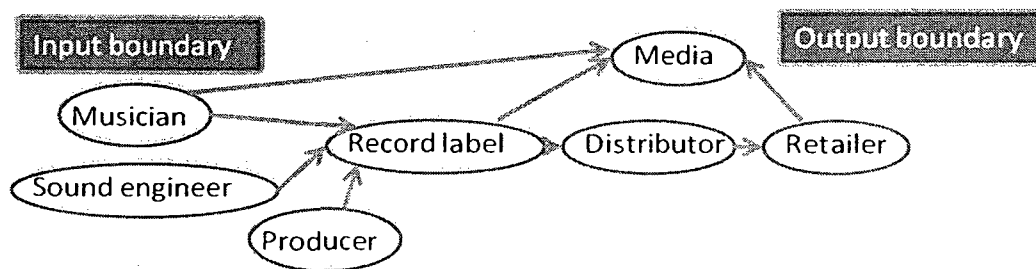 Input boundary
Output boundary
Media
Musician
Record label
Distributor
Retailer
Sound engineer
Producer